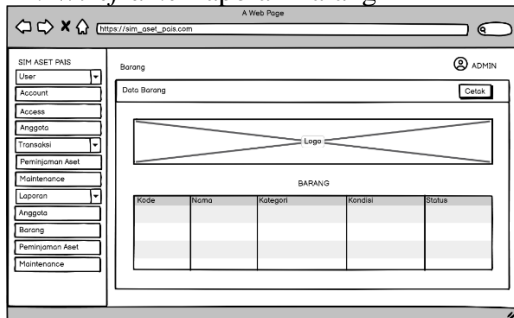 A Web Page
https://sim_aset_pais.com
SIM ASET PAIS
User
Account
Access
Anggota
Transaksi
Peminjaman Aset
Maintenance
Laporan
Anggota
Barang
Peminjaman Aset
Maintenance
Barang
ADMIN
Data Barang
Cetak
Logo
BARANG
Kode Nama Kategori Kondisi Status